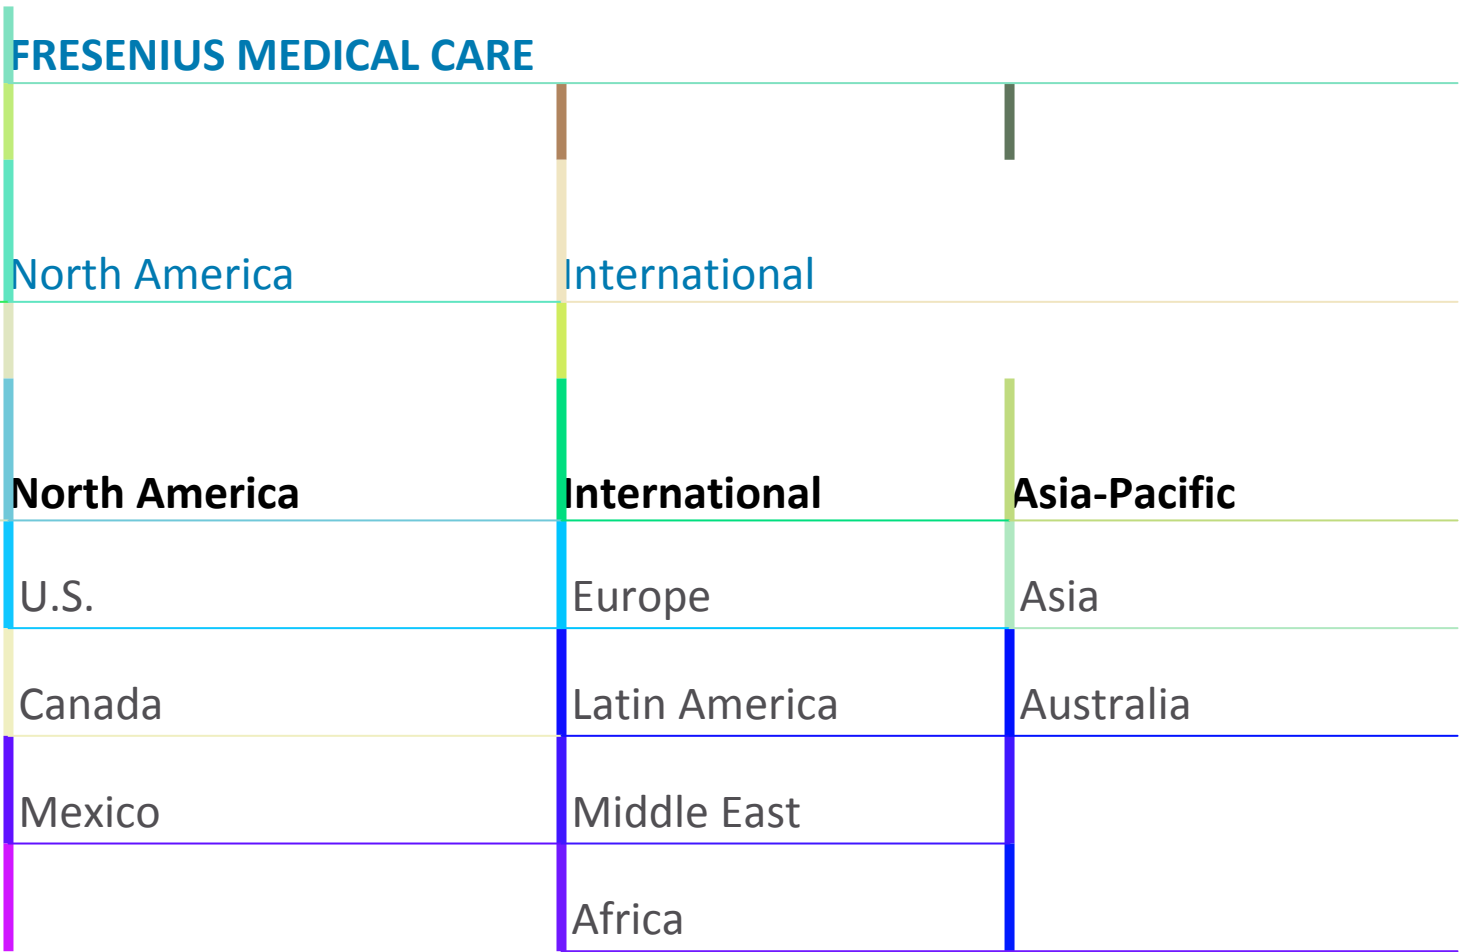 FRESENIUS MEDICAL CARE
North America International
North America International Asia-Pacific
U.S. Europe Asia
Canada Latin America Australia
Mexico Middle East
Africa